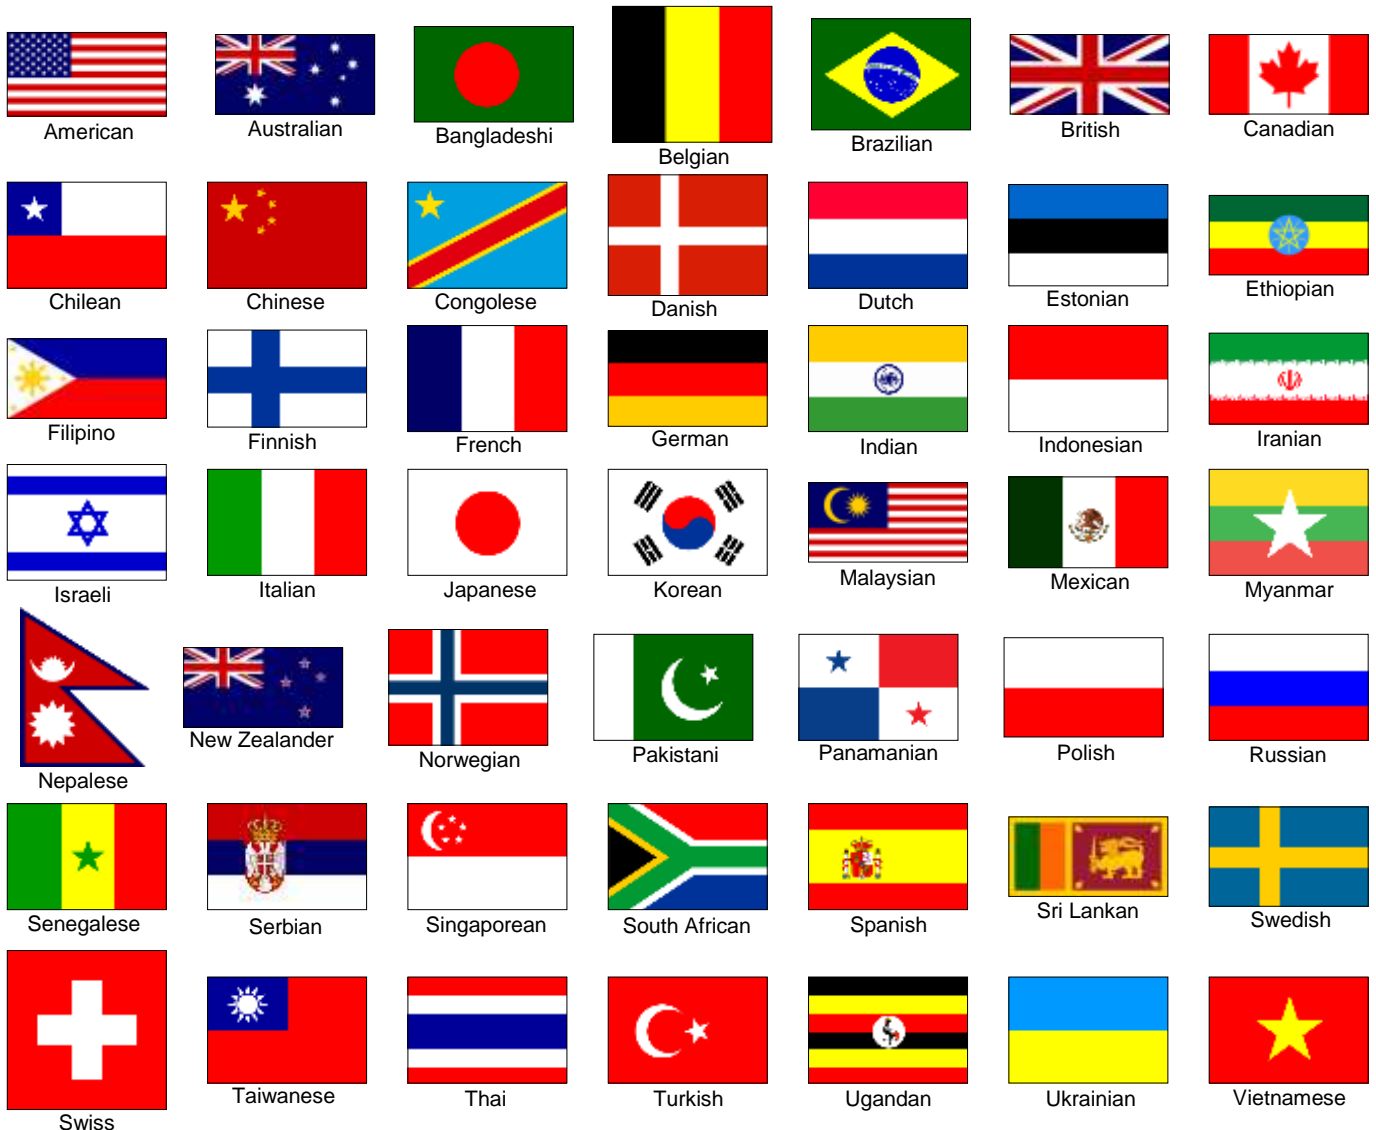 American
Australian
Bangladeshi
Belgian
Brazilian
British
Canadian
Chilean
Chinese
Congolese
Danish
Dutch
Estonian
Ethiopian
Filipino
Finnish
French
German
Indian
Indonesian
Iranian
Israeli
Italian
Japanese
Korean
Malaysian
Mexican
Myanmar
Nepalese
New Zealander
Norwegian
Pakistani
Panamanian
Polish
Russian
Senegalese
Serbian
Singaporean
South African
Spanish
Sri Lankan
Swedish
Swiss
Taiwanese
Thai
Turkish
Ugandan
Ukrainian
Vietnamese